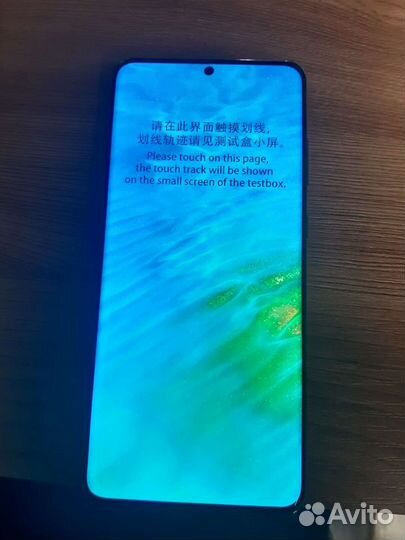 请在此界面触摸划线，
划线轨迹请见测试盒小屏。
Please touch on this page,
the touch track will be shown
on the small screen of the testbox.
Avito